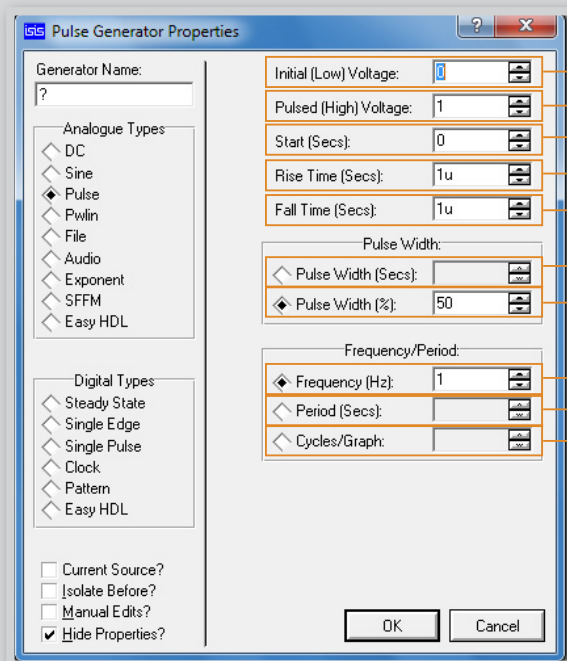 isis Pulse Generator Properties
Generator Name:
?
Analogue Types
DC
Sine
Pulse
Pwlin
File
Audio
Exponent
SFFM
Easy HDL
Digital Types
Steady State
Single Edge
Single Pulse
Clock
Pattern
Easy HDL
Current Source?
Isolate Before?
Manual Edits?
Hide Properties?
Initial (Low) Voltage: 0
Pulsed (High) Voltage: 1
Start (Secs): 0
Rise Time (Secs): 1u
Fall Time (Secs): 1u
Pulse Width:
Pulse Width (Secs):
Pulse Width (%): 50
Frequency/Period:
Frequency (Hz): 1
Period (Secs):
Cycles/Graph:
OK Cancel